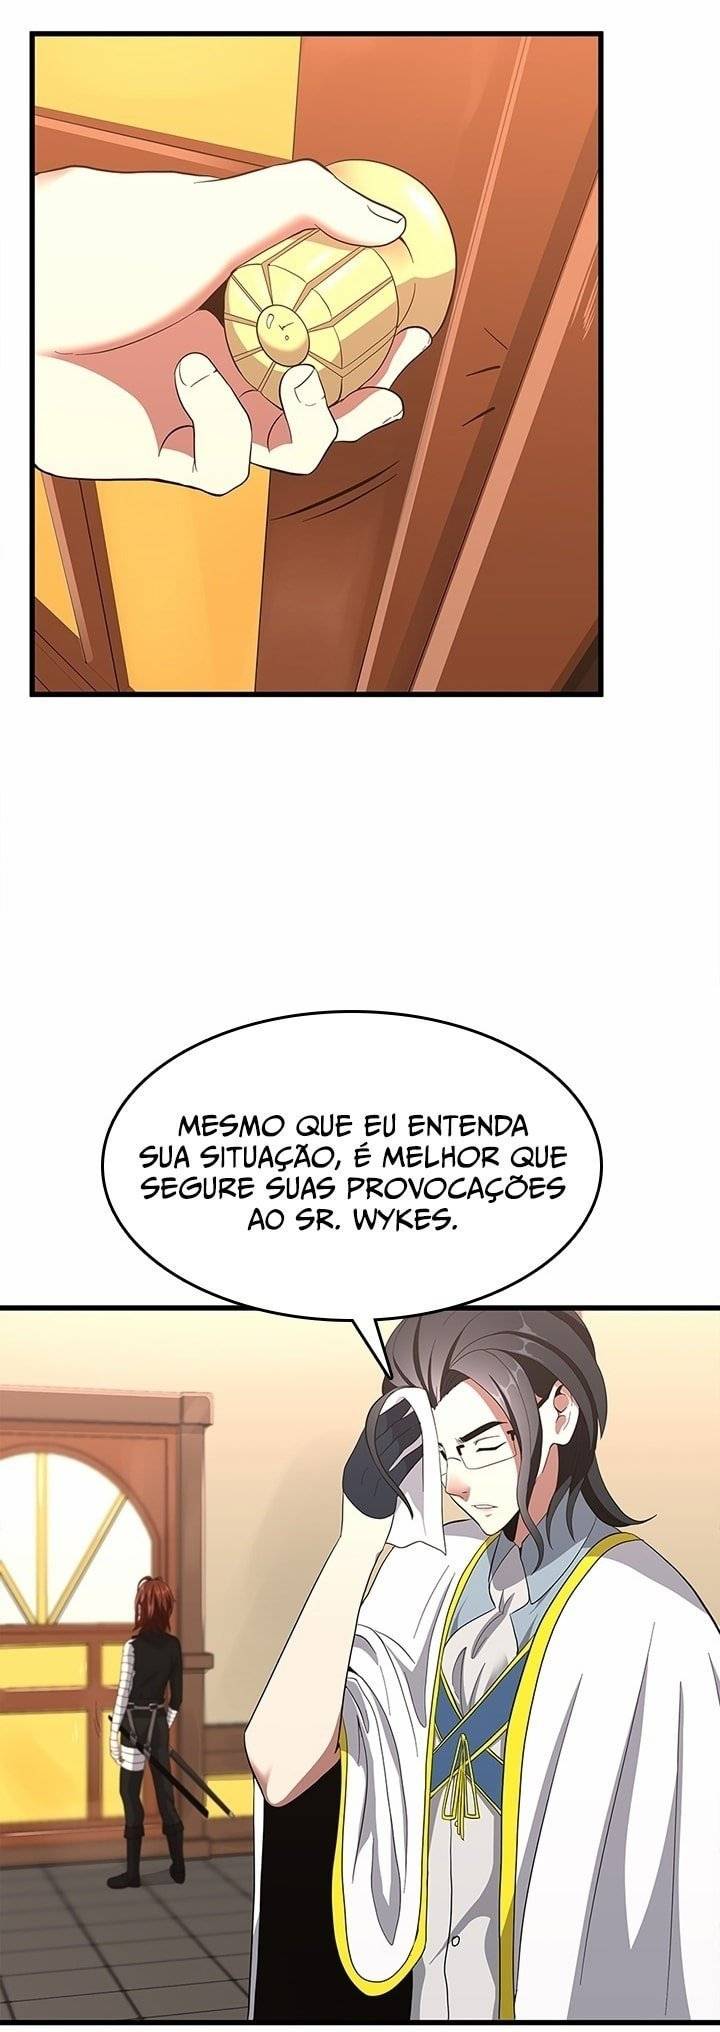 MESMO QUE EU ENTENDA
SUA SITUAÇÃO, É MELHOR QUE
SEGURE SUAS PROVOCAÇÕES
AO SR. WYKES.